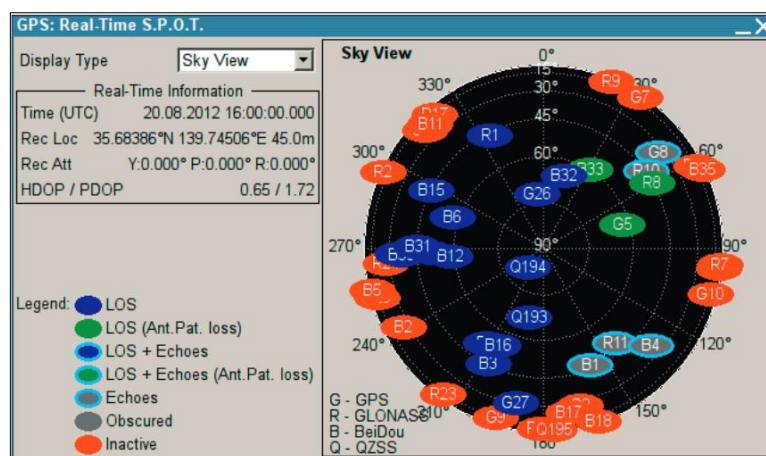 GPS: Real-Time S.P.O.T.
Display Type Sky View
Real-Time Information
Time (UTC) 20.08.2012 16:00:00.000
Rec Loc 35.68386°N 139.74506°E 45.0m
Rec Att Y:0.000° P:0.000° R:0.000°
HDOP / PDOP 0.65 / 1.72
Legend: LOS
LOS (Ant.Pat. loss)
LOS + Echoes
LOS + Echoes (Ant.Pat. loss)
Echoes
Obscured
Inactive
Sky View
0°
15°
30°
45°
60°
90°
30°
60°
90°
120°
150°
180°
210°
240°
270°
300°
330°
R9
G7
B11
R1
G8
R10
B35
R2
B33
R8
B32
G26
B15
B6
G5
B31
B12
Q194
R7
G10
B5
B2
Q193
B16
B3
R11
B4
B1
R23
G27
G9
B17
B18
Q195
G - GPS
R - GLONASS
B - BeiDou
Q - QZSS